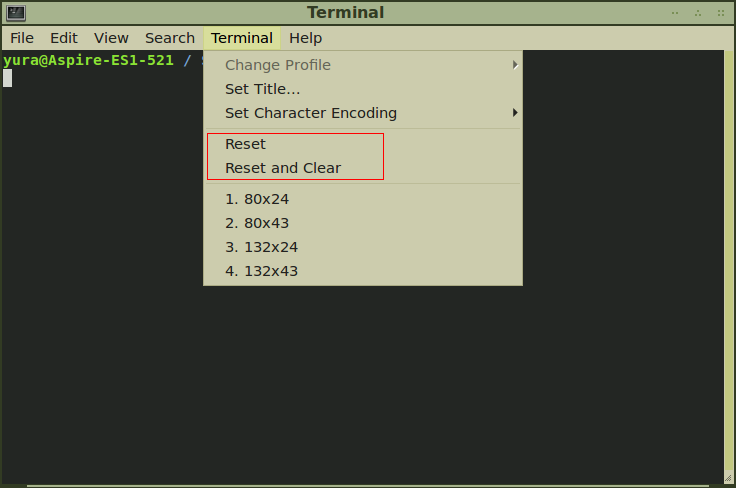 Terminal
File Edit View Search Terminal Help
yura@Aspire-ES1-521 /
Change Profile
Set Title...
Set Character Encoding
Reset
Reset and Clear
1. 80x24
2. 80x43
3. 132x24
4. 132x43